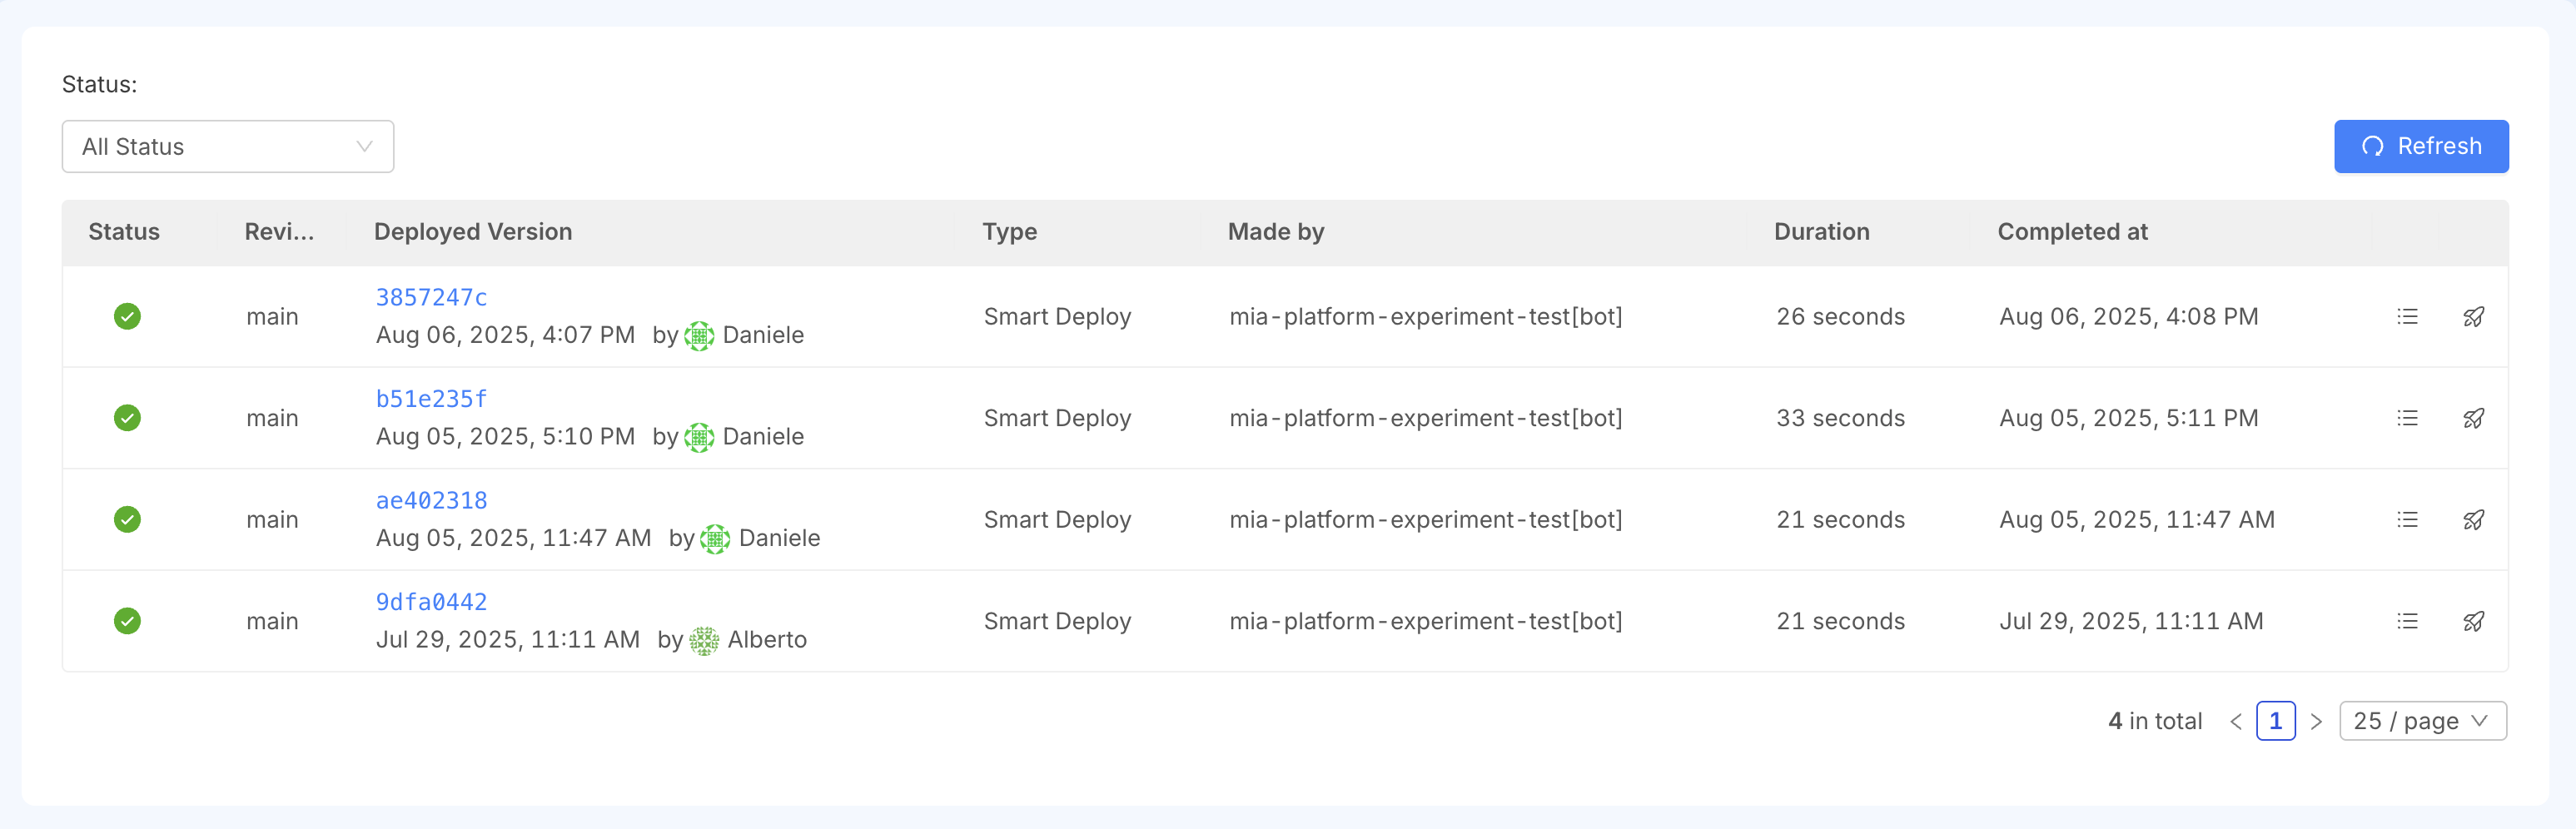 Status:
All Status
Refresh
Status Revi... Deployed Version Type Made by Duration Completed at
3857247c
main Aug 06, 2025, 4:07 PM by Daniele Smart Deploy mia-platform-experiment-test[bot] 26 seconds Aug 06, 2025, 4:08 PM
b51e235f
main Aug 05, 2025, 5:10 PM by Daniele Smart Deploy mia-platform-experiment-test[bot] 33 seconds Aug 05, 2025, 5:11 PM
ae402318
main Aug 05, 2025, 11:47 AM by Daniele Smart Deploy mia-platform-experiment-test[bot] 21 seconds Aug 05, 2025, 11:47 AM
9dfa0442
main Jul 29, 2025, 11:11 AM by Alberto Smart Deploy mia-platform-experiment-test[bot] 21 seconds Jul 29, 2025, 11:11 AM
4 in total < 1 > 25 / page